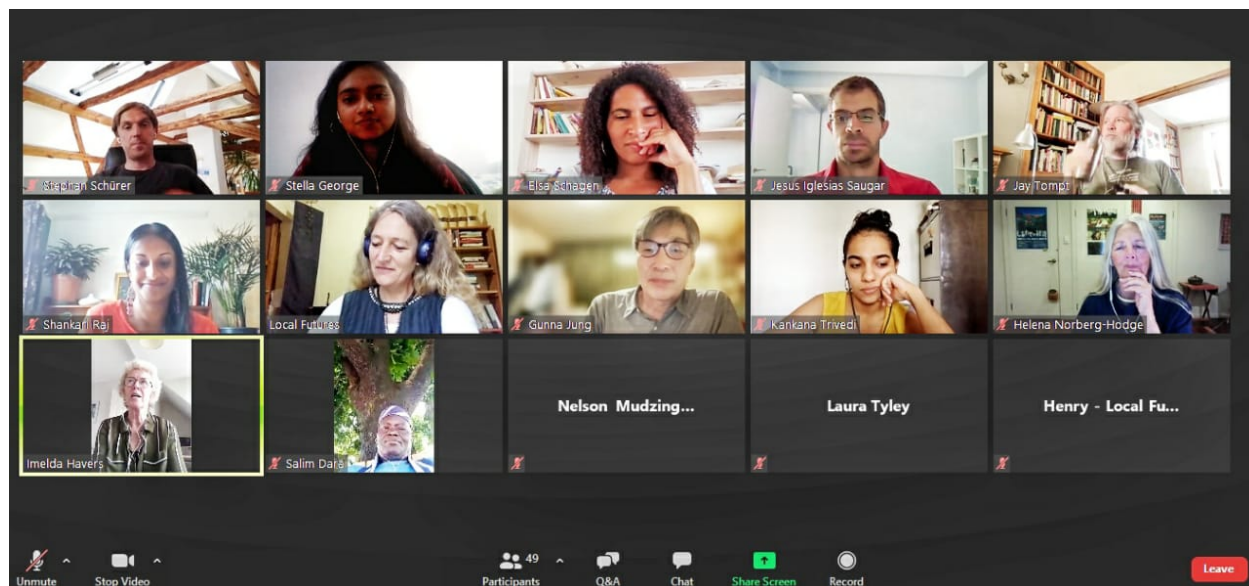 Stephan Schürer
Stella George
Elsa Schagen
Jesus Iglesias Saugar
Jay Tompt
Shankari Raj
Local Futures
Gunna Jung
Kankana Trivedi
Helena Norberg-Hodge
Imelda Havers
Salim Dara
Nelson Mudzing...
Laura Tyley
Henry - Local Fu...
Unmute
Stop Video
Participants
49
Q&A
Chat
Share Screen
Record
Leave